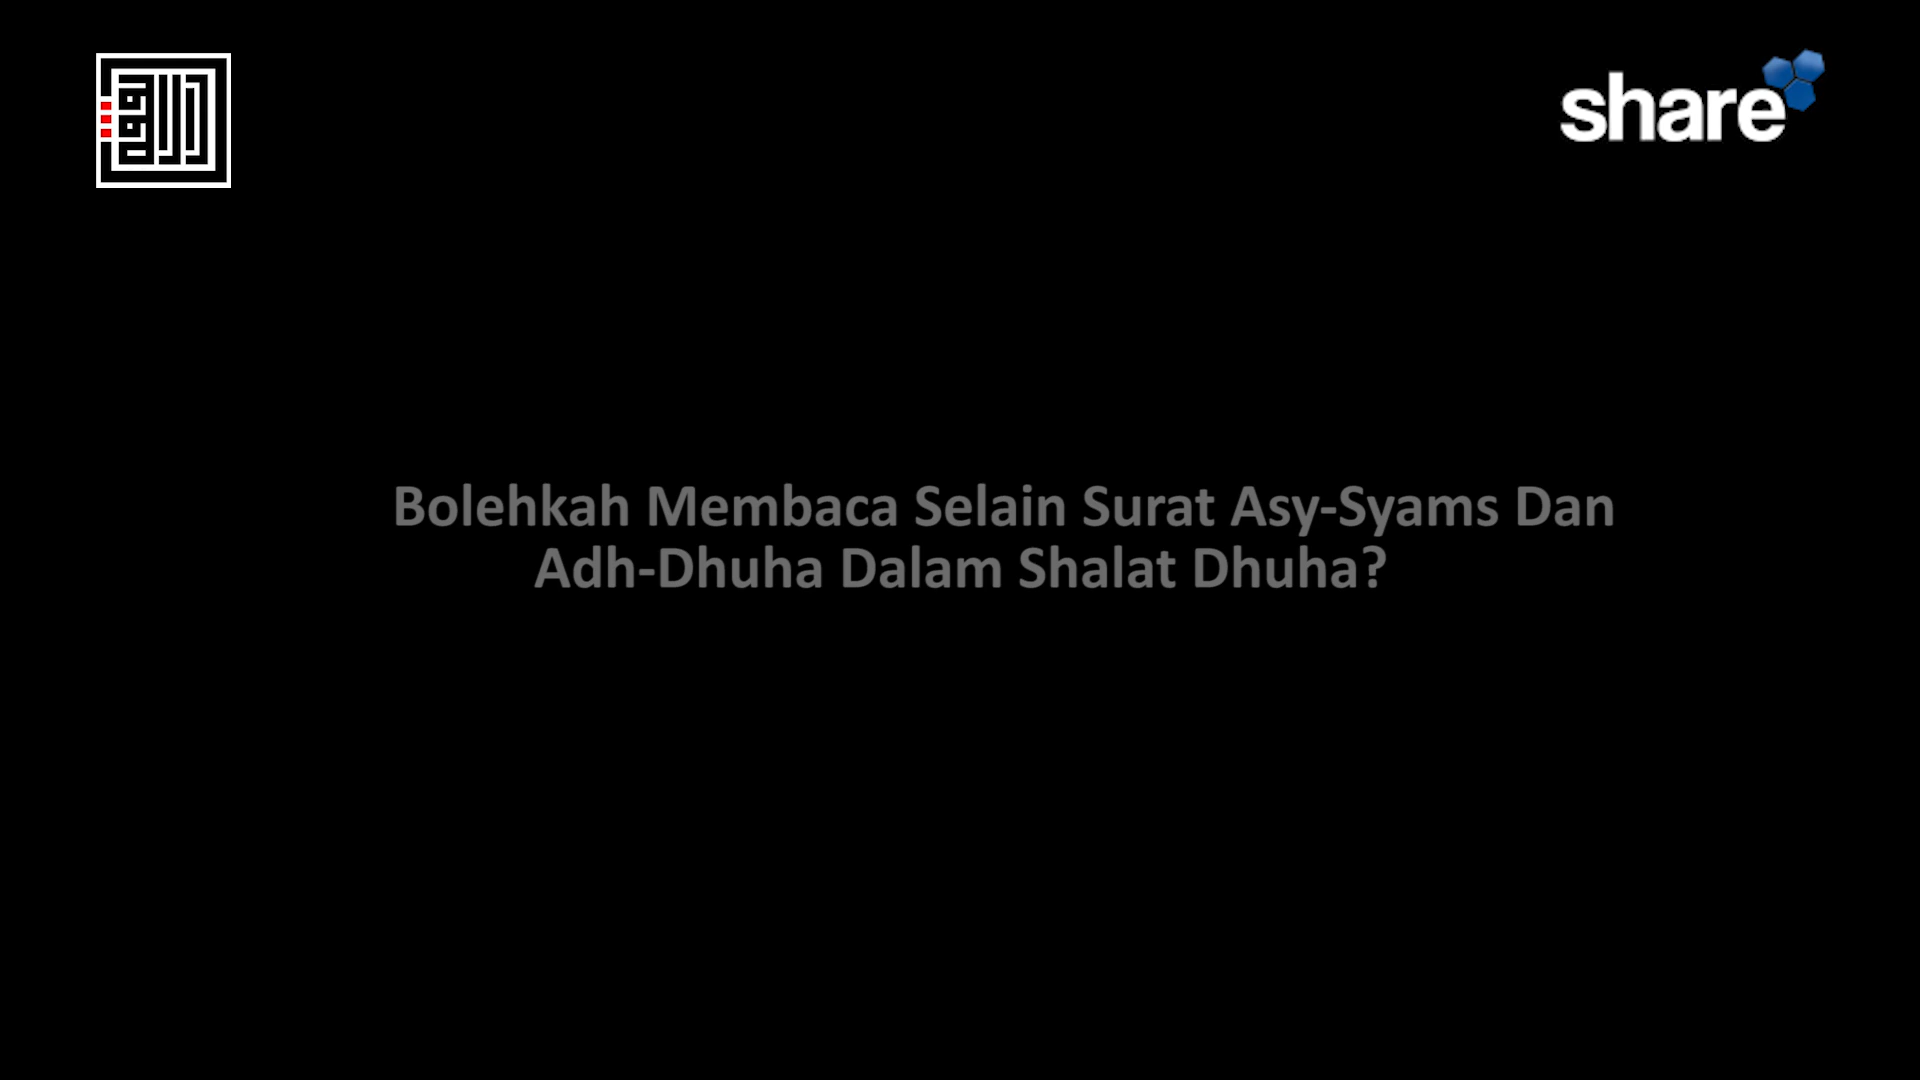 share
Bolehkah Membaca Selain Surat Asy-Syams Dan
Adh-Dhuha Dalam Shalat Dhuha?